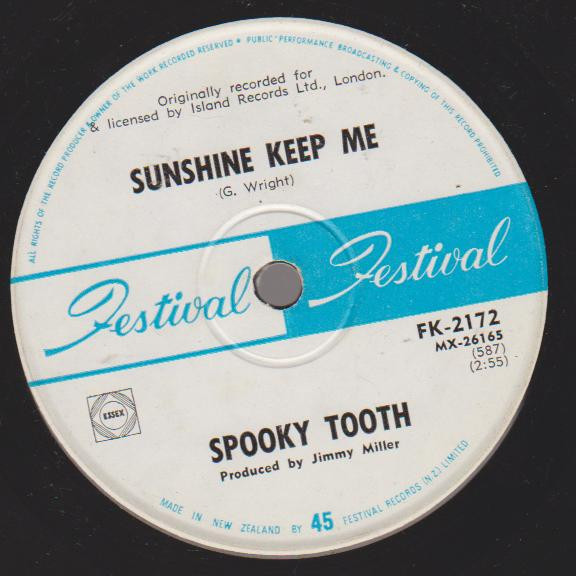 ALL RIGHTS OF THE RECORD PRODUCER & OWNER OF THE WORK RECORDED RESERVED ★ PUBLIC PERFORMANCE BROADCASTING & COPYING OF THIS RECORD PROHIBITED
Originally recorded for
& licensed by Island Records Ltd., London.
SUNSHINE KEEP ME
(G. Wright)
Festival Festival
FK-2172
MX-26165
(587)
(2:55)
ESSEX
SPOOKY TOOTH
Produced by Jimmy Miller
MADE IN NEW ZEALAND BY 45 FESTIVAL RECORDS (N.Z.) LIMITED